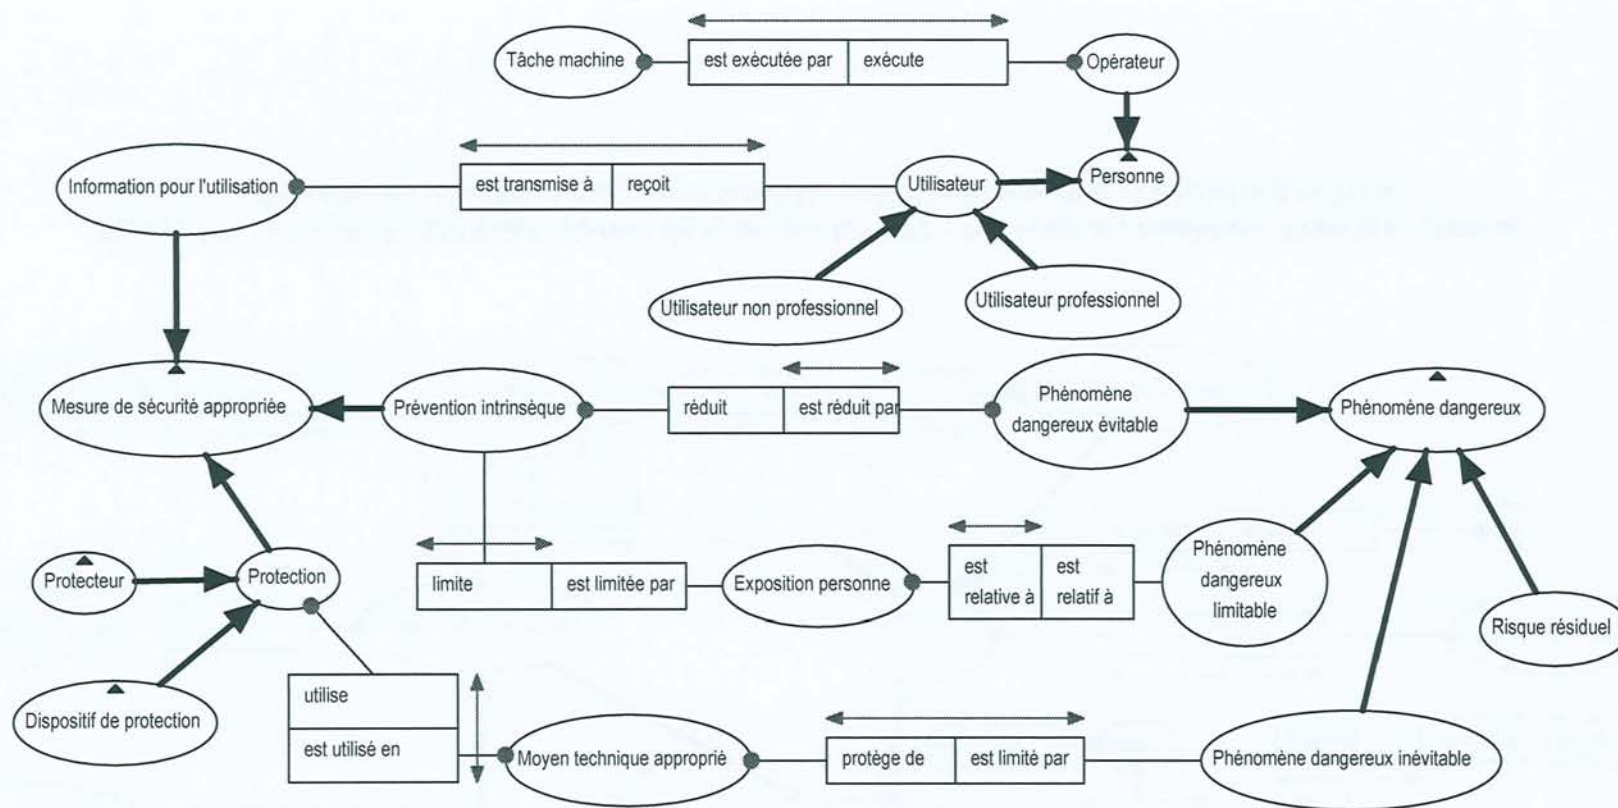 Tâche machine
est exécutée par
exécute
Opérateur
Information pour l'utilisation
est transmise à
reçoit
Utilisateur
Personne
Utilisateur non professionnel
Utilisateur professionnel
Mesure de sécurité appropriée
Prévention intrinsèque
réduit
est réduit par
Phénomène
dangereux évitable
Phénomène dangereux
Protecteur
Protection
limite
est limitée par
Exposition personne
est
relative à
est
relatif à
Phénomène
dangereux
limitable
Risque résiduel
Dispositif de protection
utilise
est utilisé en
Moyen technique approprié
protège de
est limité par
Phénomène dangereux inévitable